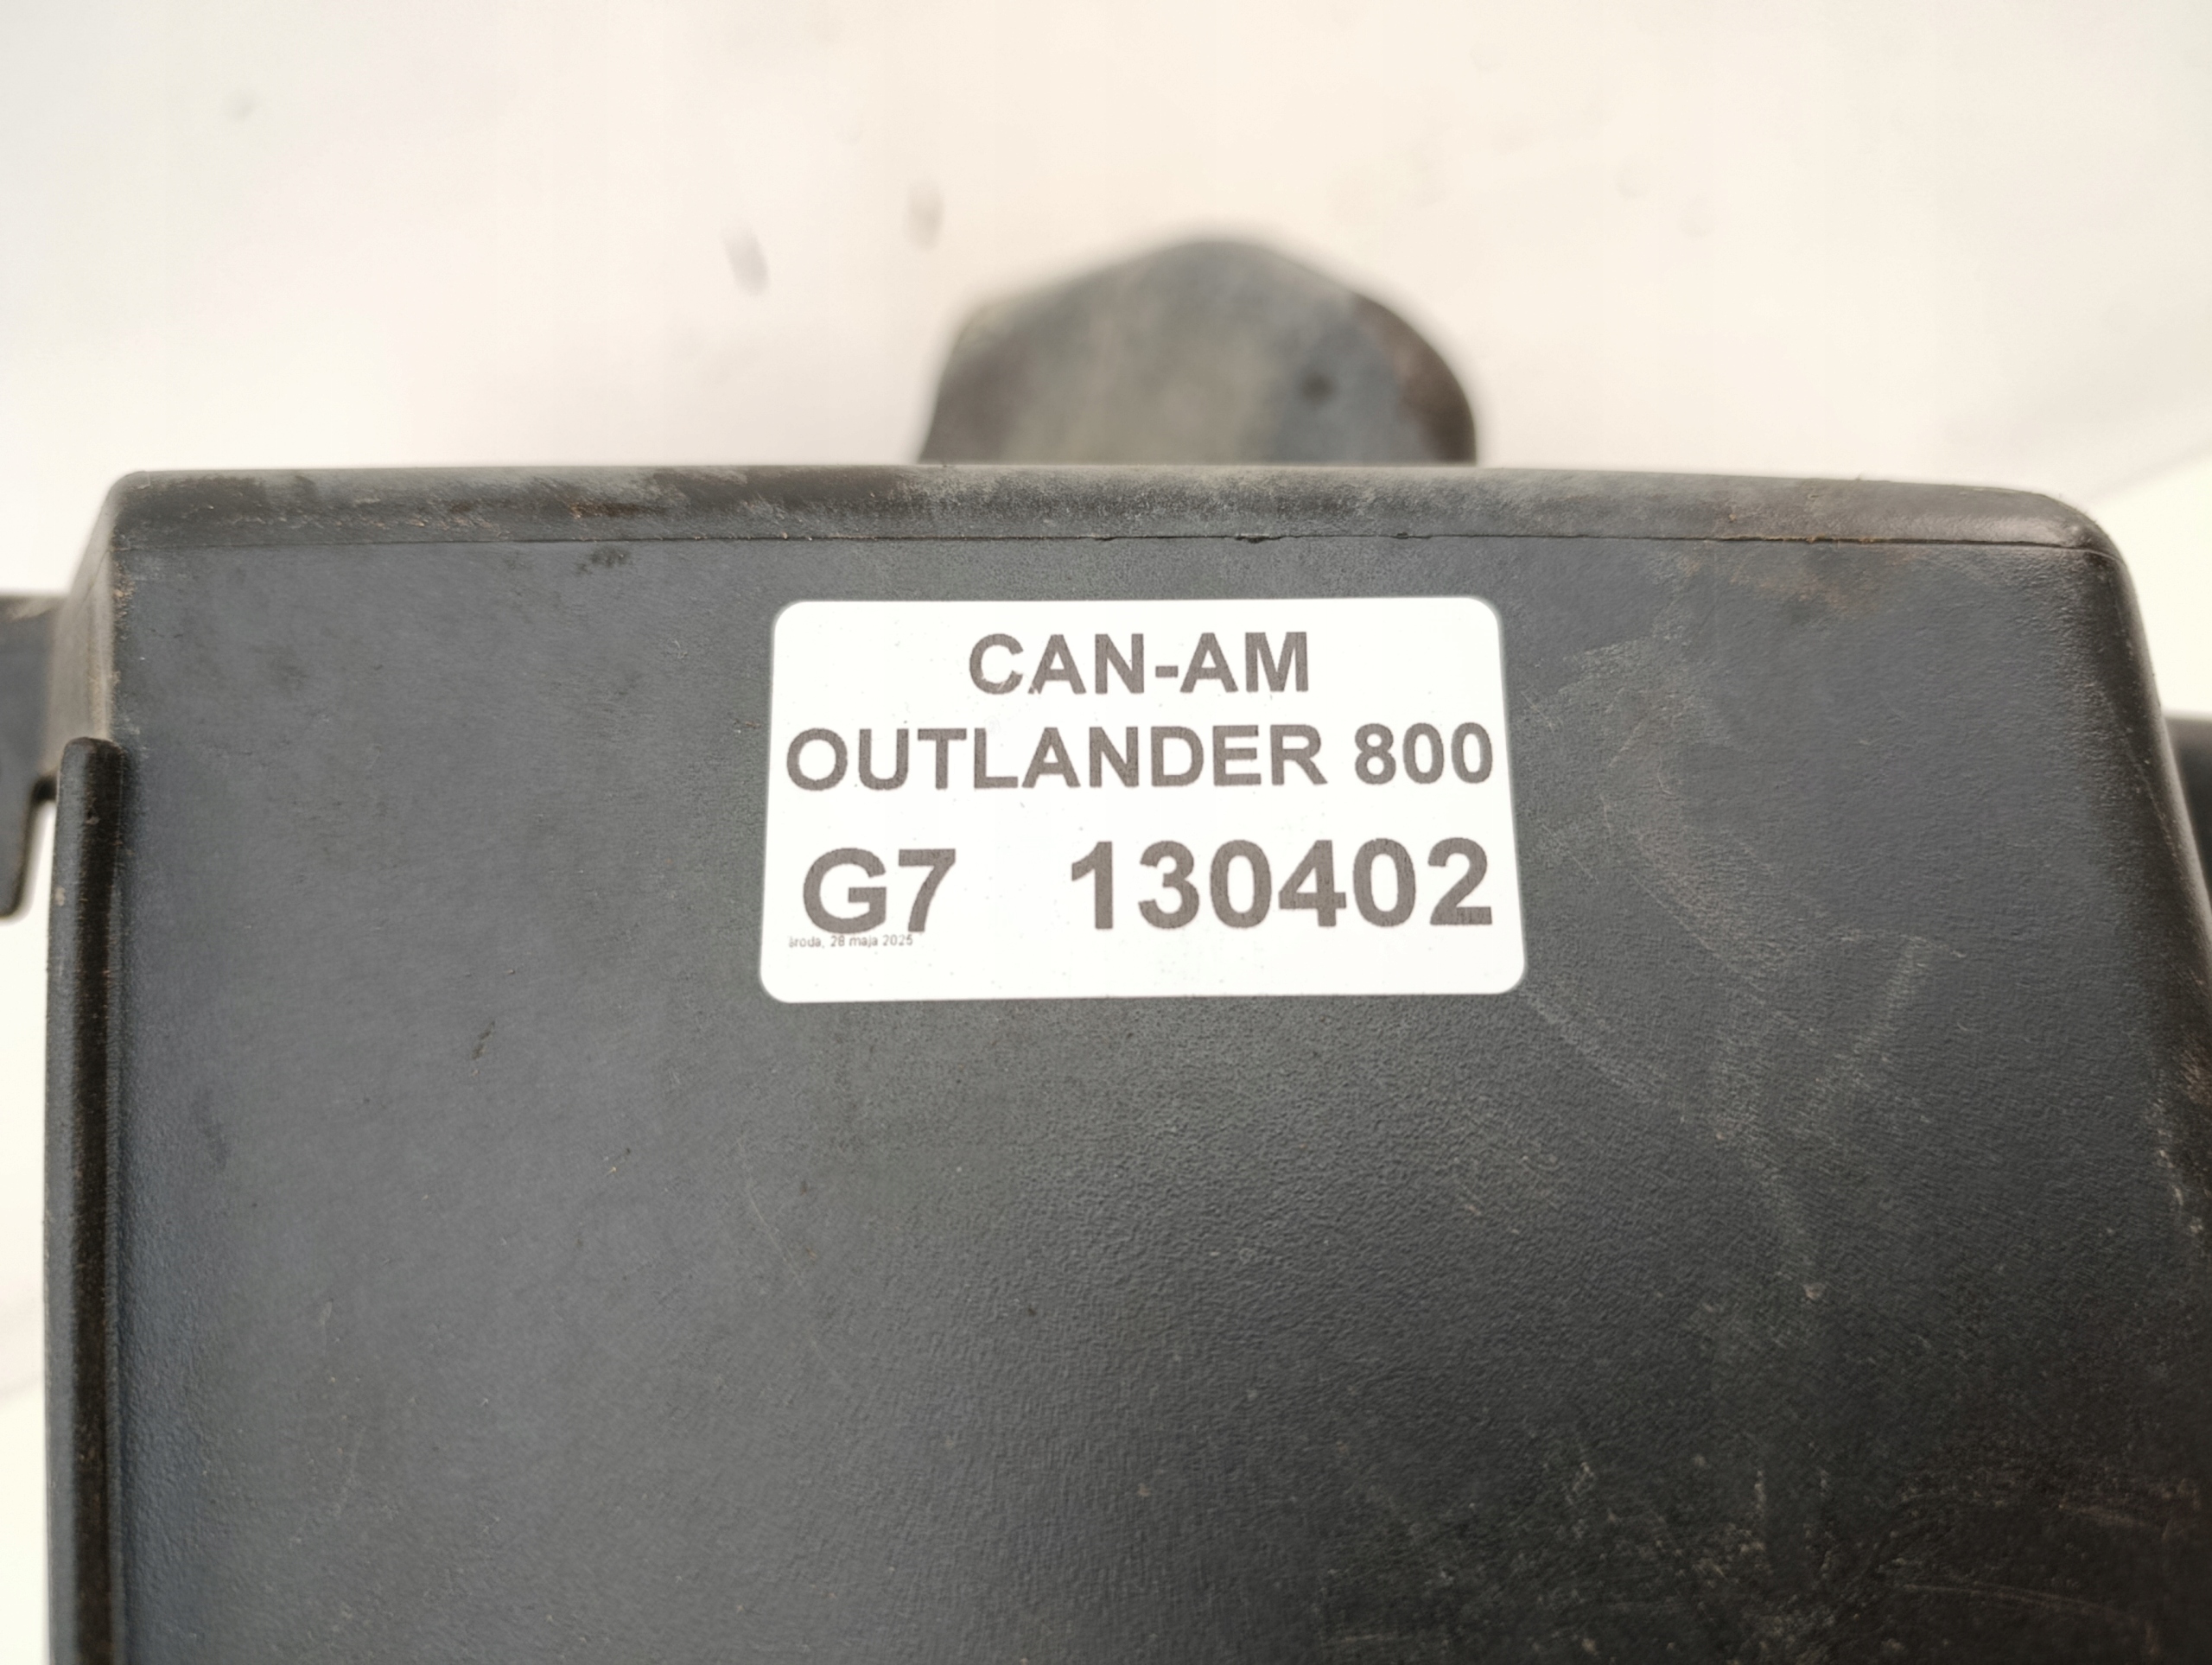 CAN-AM
OUTLANDER 800
G7 130402
środa, 28 maja 2025